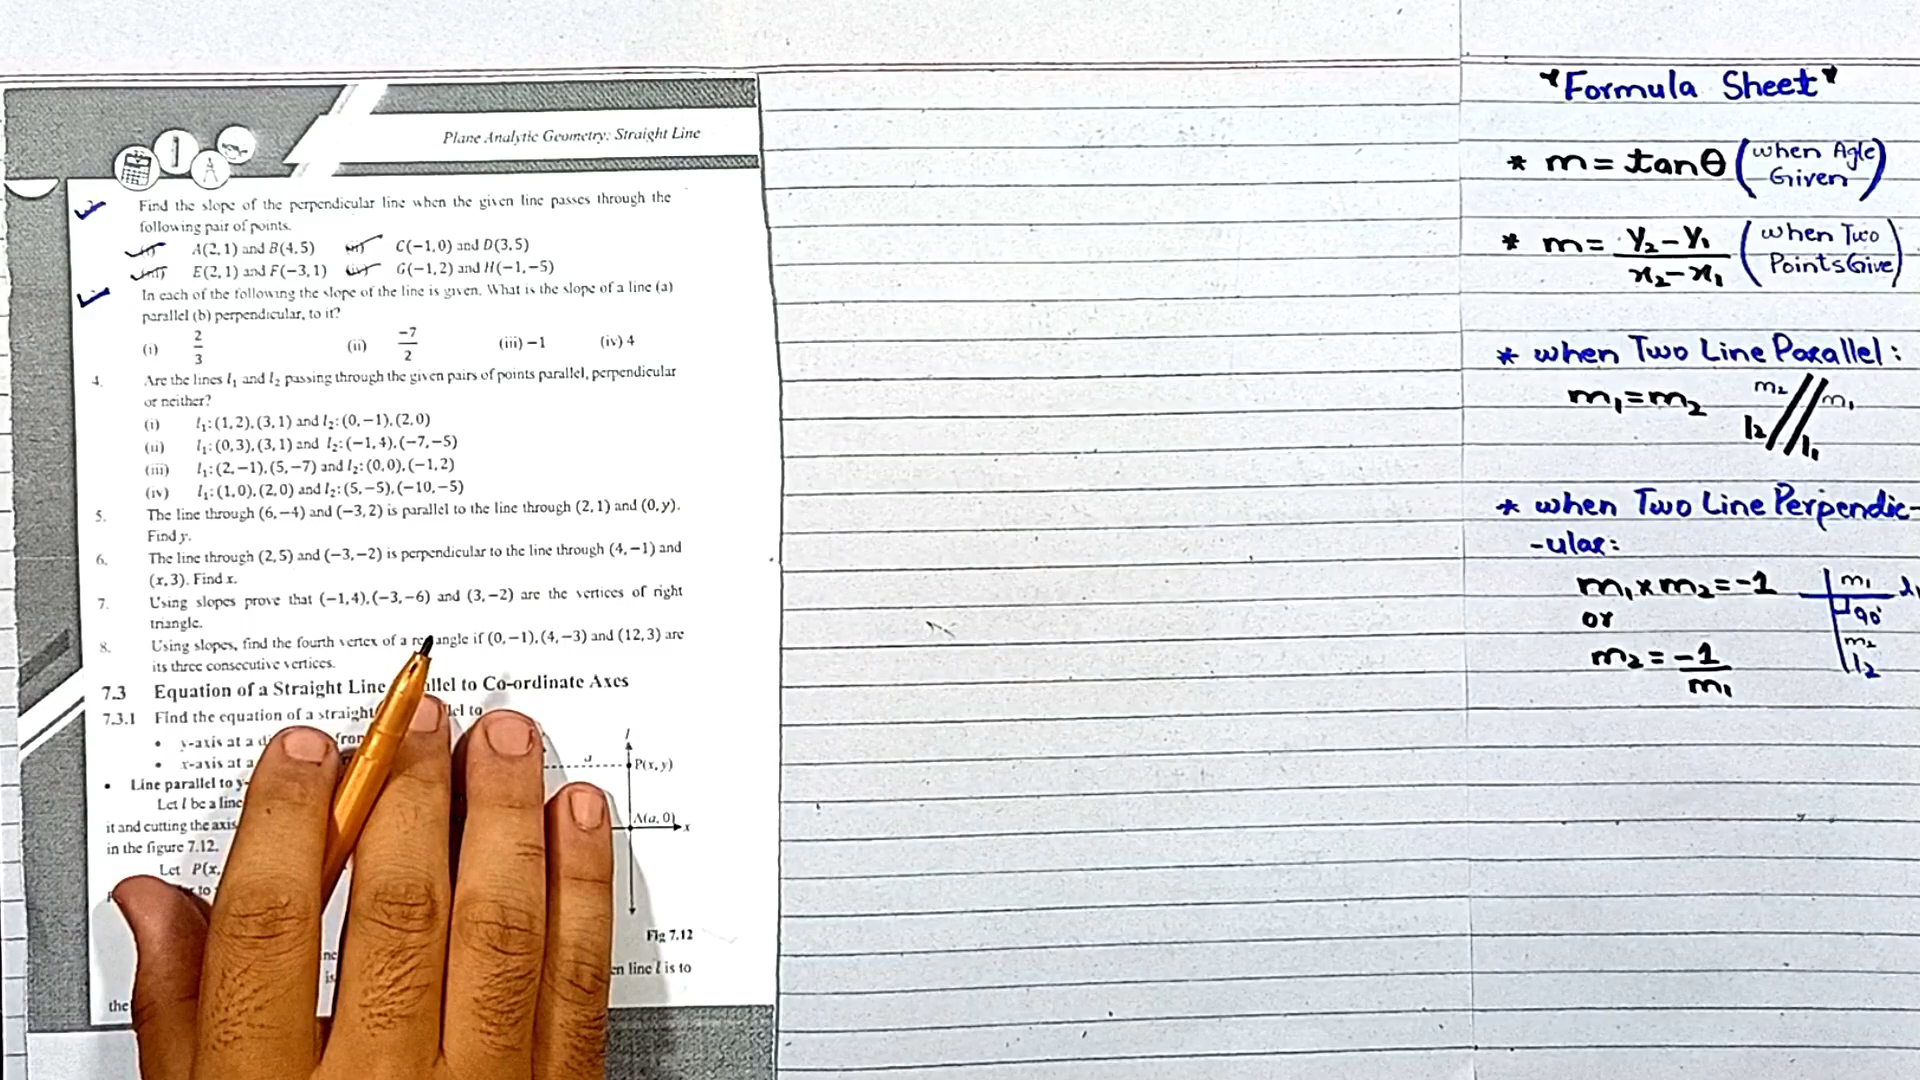 Plane Analytic Geometry: Straight Line
Find the slope of the perpendicular line when the given line passes through the
following pair of points.
(i) A(2, 1) and B(4, 5) (ii) C(−1, 0) and D(3, 5)
(iii) E(2, 1) and F(−3, 1) (iv) G(−1, 2) and H(−1, −5)
In each of the following the slope of the line is given. What is the slope of a line (a)
parallel (b) perpendicular, to it?
(i) 2/3 (ii) −7/2 (iii) −1 (iv) 4
4. Are the lines l₁ and l₂ passing through the given pairs of points parallel, perpendicular
or neither?
(i) l₁: (1, 2), (3, 1) and l₂: (0, −1), (2, 0)
(ii) l₁: (0, 3), (3, 1) and l₂: (−1, 4), (−7, −5)
(iii) l₁: (2, −1), (5, −7) and l₂: (0, 0), (−1, 2)
(iv) l₁: (1, 0), (2, 0) and l₂: (5, −5), (−10, −5)
5. The line through (6, −4) and (−3, 2) is parallel to the line through (2, 1) and (0, y).
Find y.
6. The line through (2, 5) and (−3, −2) is perpendicular to the line through (4, −1) and
(x, 3). Find x.
7. Using slopes prove that (−1, 4), (−3, −6) and (3, −2) are the vertices of right
triangle.
8. Using slopes, find the fourth vertex of a re angle if (0, −1), (4, −3) and (12, 3) are
its three consecutive vertices.
7.3 Equation of a Straight Line allel to Co-ordinate Axes
7.3.1 Find the equation of a straight lel to
• y-axis at a di from
• x-axis at a
• Line parallel to y-
Let l be a line
it and cutting the axis
in the figure 7.12.
Let P(x,
to
the
l
a
P(x, y)
A(a, 0)
x
Fig 7.12
en line l is to
"Formula Sheet"
* m = tanθ (when Agle
Given)
* m = y₂ − y₁ / x₂ − x₁ (when Two
Points Give)
* when Two Line Parallel:
m₁ = m₂
m₂ m₁
l₂ l₁
* when Two Line Perpendic-
-ular:
m₁ × m₂ = −1
or
m₂ = −1/m₁
m₁
l₁
90°
m₂
l₂